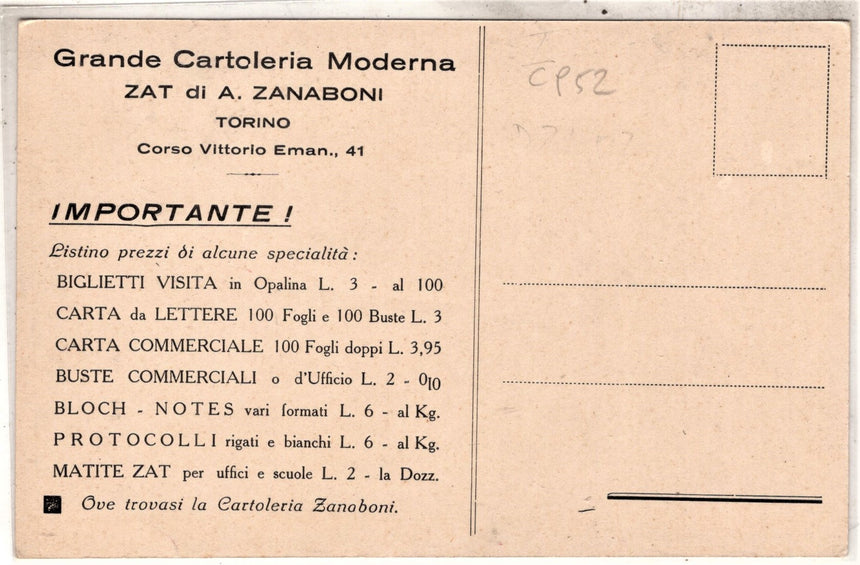 Grande Cartoleria Moderna
ZAT di A. ZANABONI
TORINO
Corso Vittorio Eman., 41
IMPORTANTE !
Listino prezzi di alcune specialità :
BIGLIETTI VISITA in Opalina L. 3 - al 100
CARTA da LETTERE 100 Fogli e 100 Buste L. 3
CARTA COMMERCIALE 100 Fogli doppi L. 3,95
BUSTE COMMERCIALI o d'Ufficio L. 2 - 0|10
BLOCH - NOTES vari formati L. 6 - al Kg.
PROTOCOLLI rigati e bianchi L. 6 - al Kg.
MATITE ZAT per uffici e scuole L. 2 - la Dozz.
Ove trovasi la Cartoleria Zanoboni.
CP52